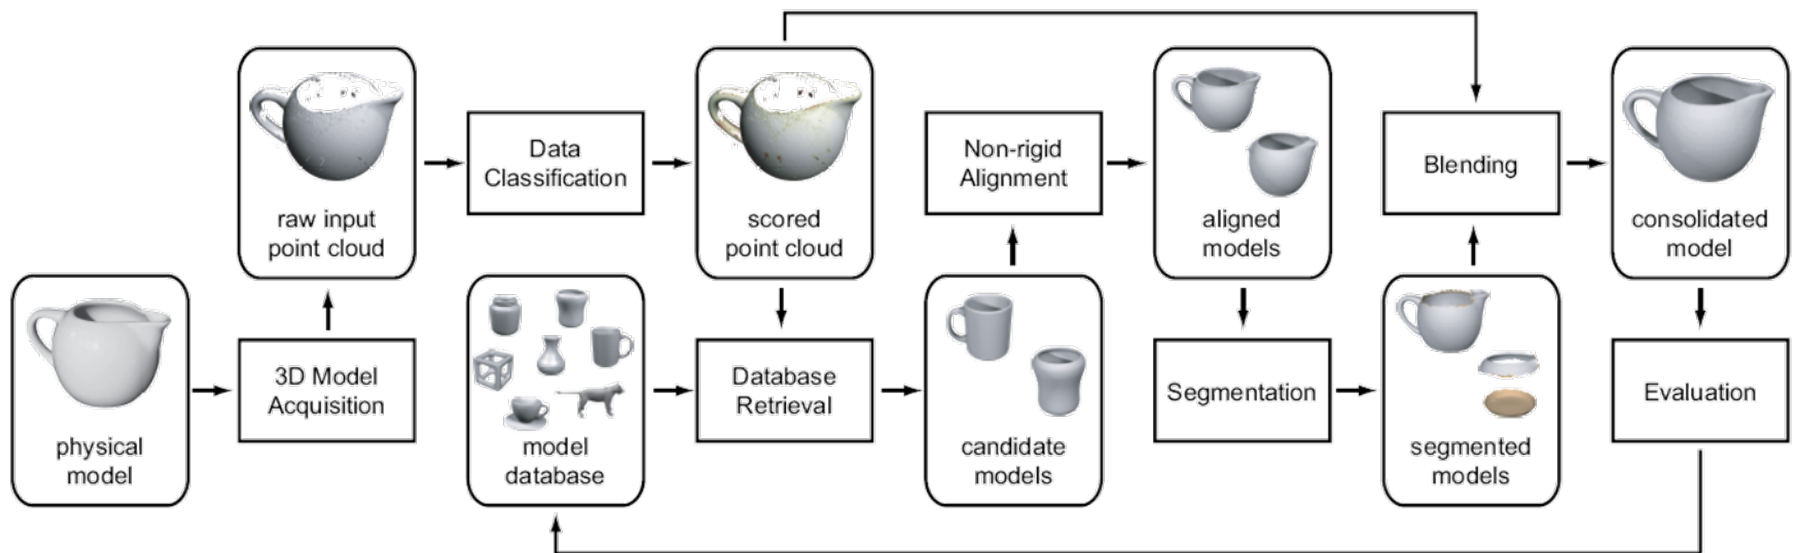 physical
model
3D Model
Acquisition
raw input
point cloud
Data
Classification
scored
point cloud
model
database
Database
Retrieval
candidate
models
Non-rigid
Alignment
aligned
models
Segmentation
segmented
models
Blending
consolidated
model
Evaluation